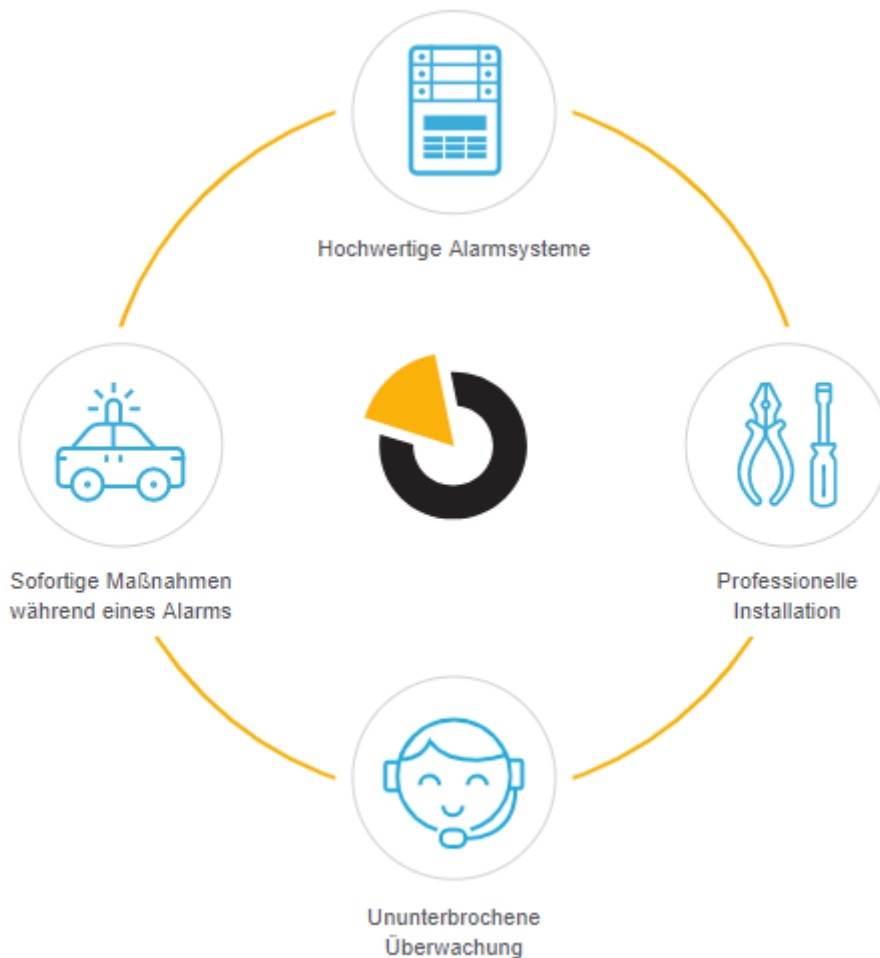 Hochwertige Alarmsysteme
Sofortige Maßnahmen
während eines Alarms
Professionelle
Installation
Ununterbrochene
Überwachung